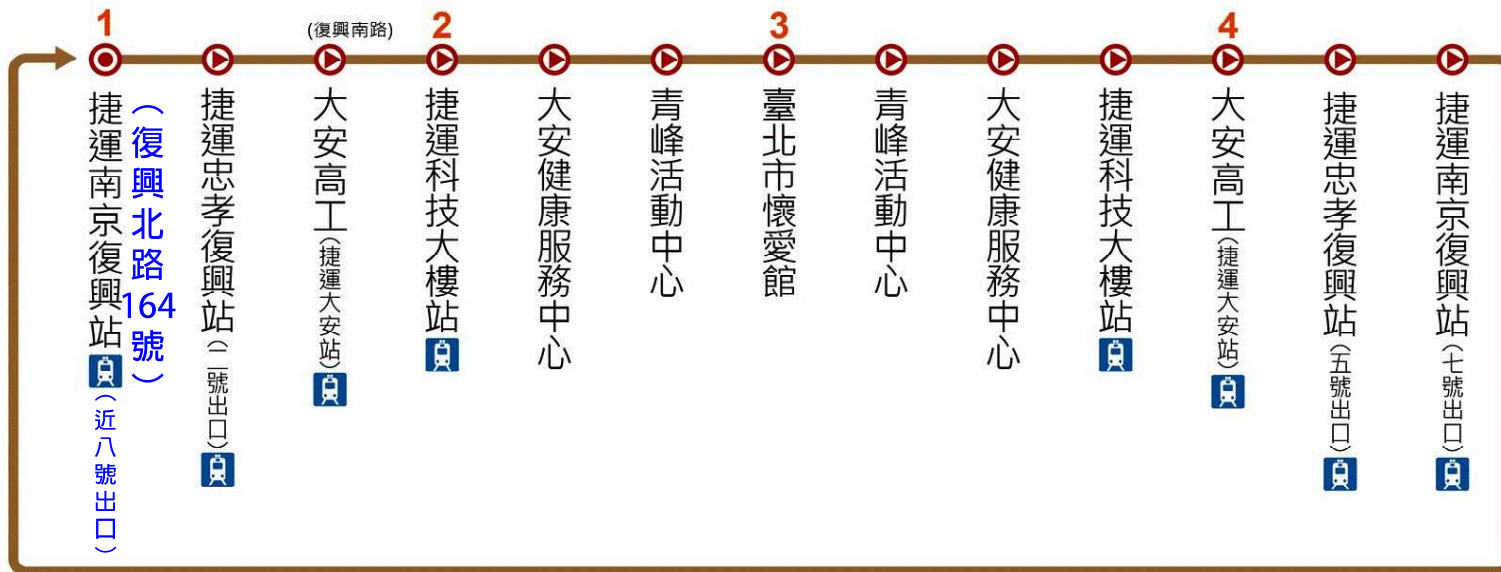 1
捷運南京復興站
(近八號出口)
(復興北路164號)
捷運忠孝復興站(二號出口)
(復興南路)
大安高工(捷運大安站)
2
捷運科技大樓站
大安健康服務中心
青峰活動中心
3
臺北市懷愛館
青峰活動中心
大安健康服務中心
捷運科技大樓站
4
大安高工(捷運大安站)
捷運忠孝復興站(五號出口)
捷運南京復興站(七號出口)